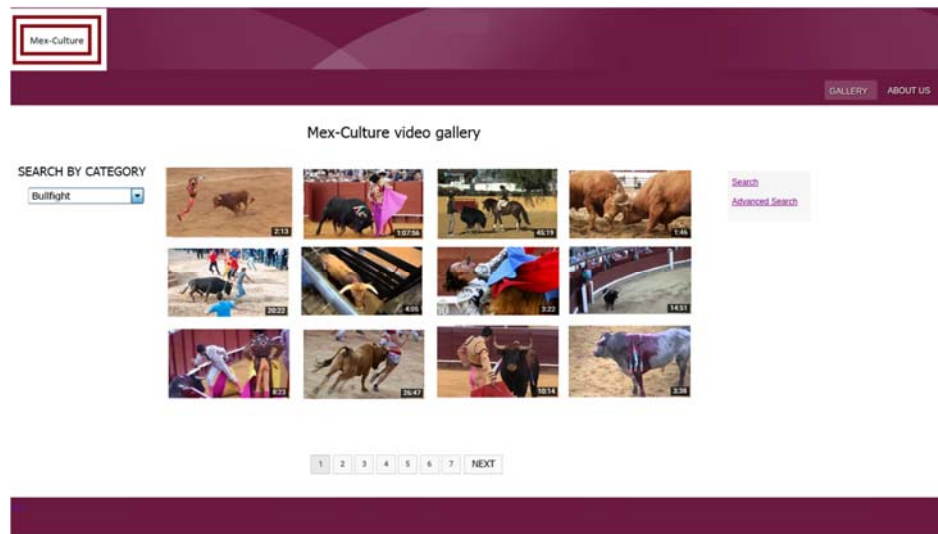 Mex-Culture
GALLERY ABOUT US
Mex-Culture video gallery
SEARCH BY CATEGORY
Bullfight
2:13 1:07:56 45:19 1:46
Search
Advanced Search
20:22 4:05 3:22 14:51
8:23 26:47 10:14 3:38
1 2 3 4 5 6 7 NEXT